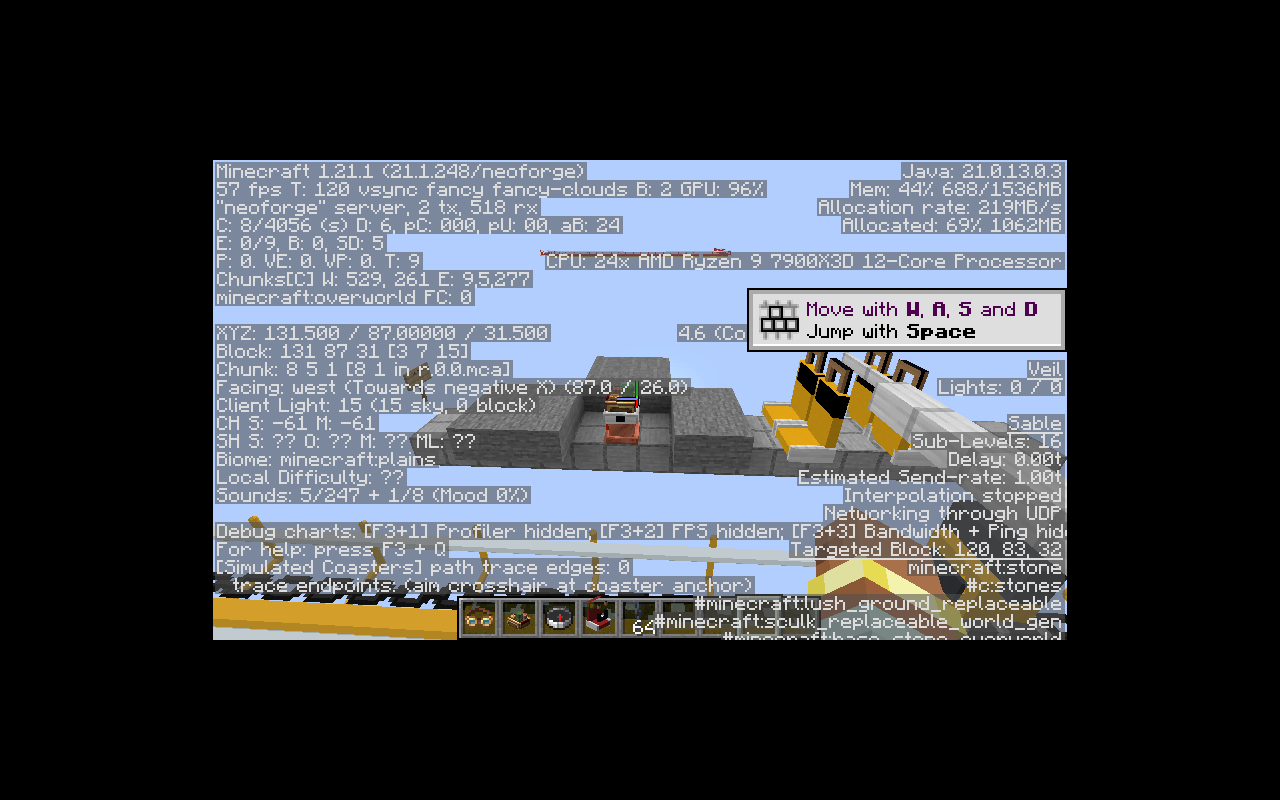 Minecraft 1.21.1 (21.1.248/neoforge)
57 fps T: 120 vsync fancy fancy-clouds B: 2 GPU: 96%
"neoforge" server, 2 tx, 518 rx
C: 8/4056 (s) D: 6, pC: 000, pU: 00, aB: 24
E: 0/9, B: 0, SD: 5
P: 0. VE: 0. VP: 0. T: 9
Chunks[C] W: 529, 261 E: 9,5,277
minecraft:overworld FC: 0
XYZ: 131.500 / 87.00000 / 31.500
Block: 131 87 31 [3 7 15]
Chunk: 8 5 1 [8 1 in r.0.0.mca]
Facing: west (Towards negative X) (87.0 / 26.0)
Client Light: 15 (15 sky, 0 block)
CH S: -61 M: -61
SH S: ?? O: ?? M: ?? ML: ??
Biome: minecraft:plains
Local Difficulty: ??
Sounds: 5/247 + 1/8 (Mood 0%)
Debug charts: [F3+1] Profiler hidden; [F3+2] FPS hidden; [F3+3] Bandwidth + Ping hid
For help: press F3 + Q
[Simulated Coasters] path trace edges: 0
trace endpoints: (aim crosshair at coaster anchor)
Java: 21.0.13.0.3
Mem: 44% 688/1536MB
Allocation rate: 219MB/s
Allocated: 69% 1062MB
CPU: 24x AMD Ryzen 9 7900X3D 12-Core Processor
Move with W, A, S and D
Jump with Space
4.6 (Co
Veil
Lights: 0 / 0
Sable
Sub-Levels: 16
Delay: 0.00t
Estimated Send-rate: 1.00t
Interpolation stopped
Networking through UDP
Targeted Block: 120, 83, 32
minecraft:stone
#c:stones
#minecraft:lush_ground_replaceable
#minecraft:sculk_replaceable_world_gen
#minecraft:base_stone_overworld
64